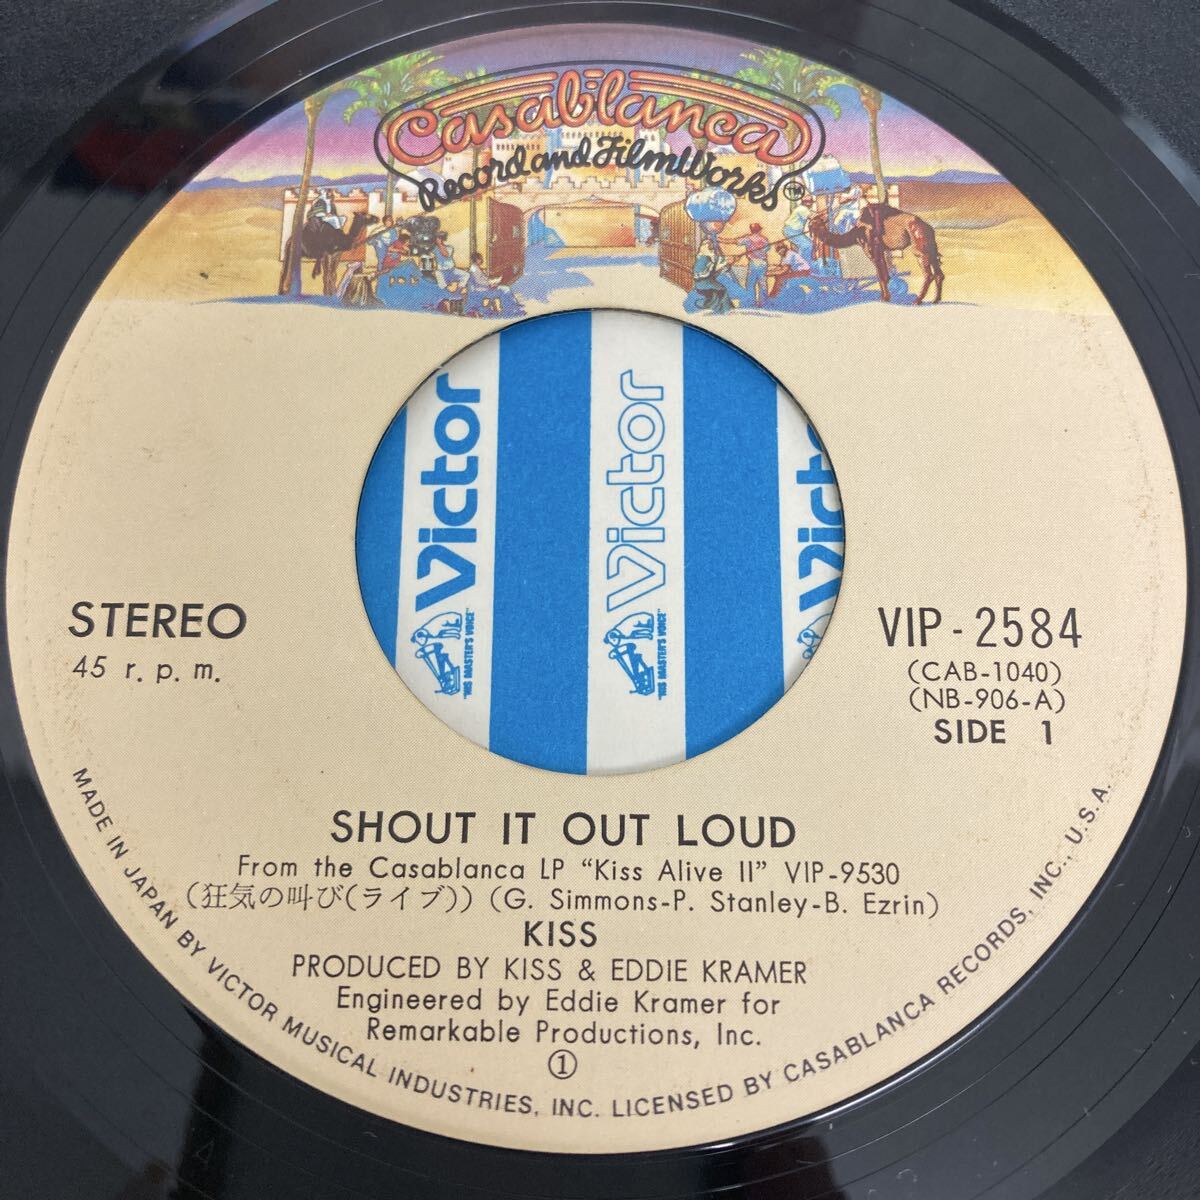 Casablanca
Record and FilmWorks
TM
Victor
"HIS MASTER'S VOICE"
Victor
"HIS MASTER'S VOICE"
STEREO
45 r. p. m.
VIP-2584
(CAB-1040)
(NB-906-A)
SIDE 1
SHOUT IT OUT LOUD
From the Casablanca LP “Kiss Alive II” VIP-9530
(狂気の叫び(ライブ)) (G. Simmons-P. Stanley-B. Ezrin)
KISS
PRODUCED BY KISS & EDDIE KRAMER
Engineered by Eddie Kramer for
Remarkable Productions, Inc.
①
MADE IN JAPAN BY VICTOR MUSICAL INDUSTRIES, INC. LICENSED BY CASABLANCA RECORDS, INC., U.S.A.